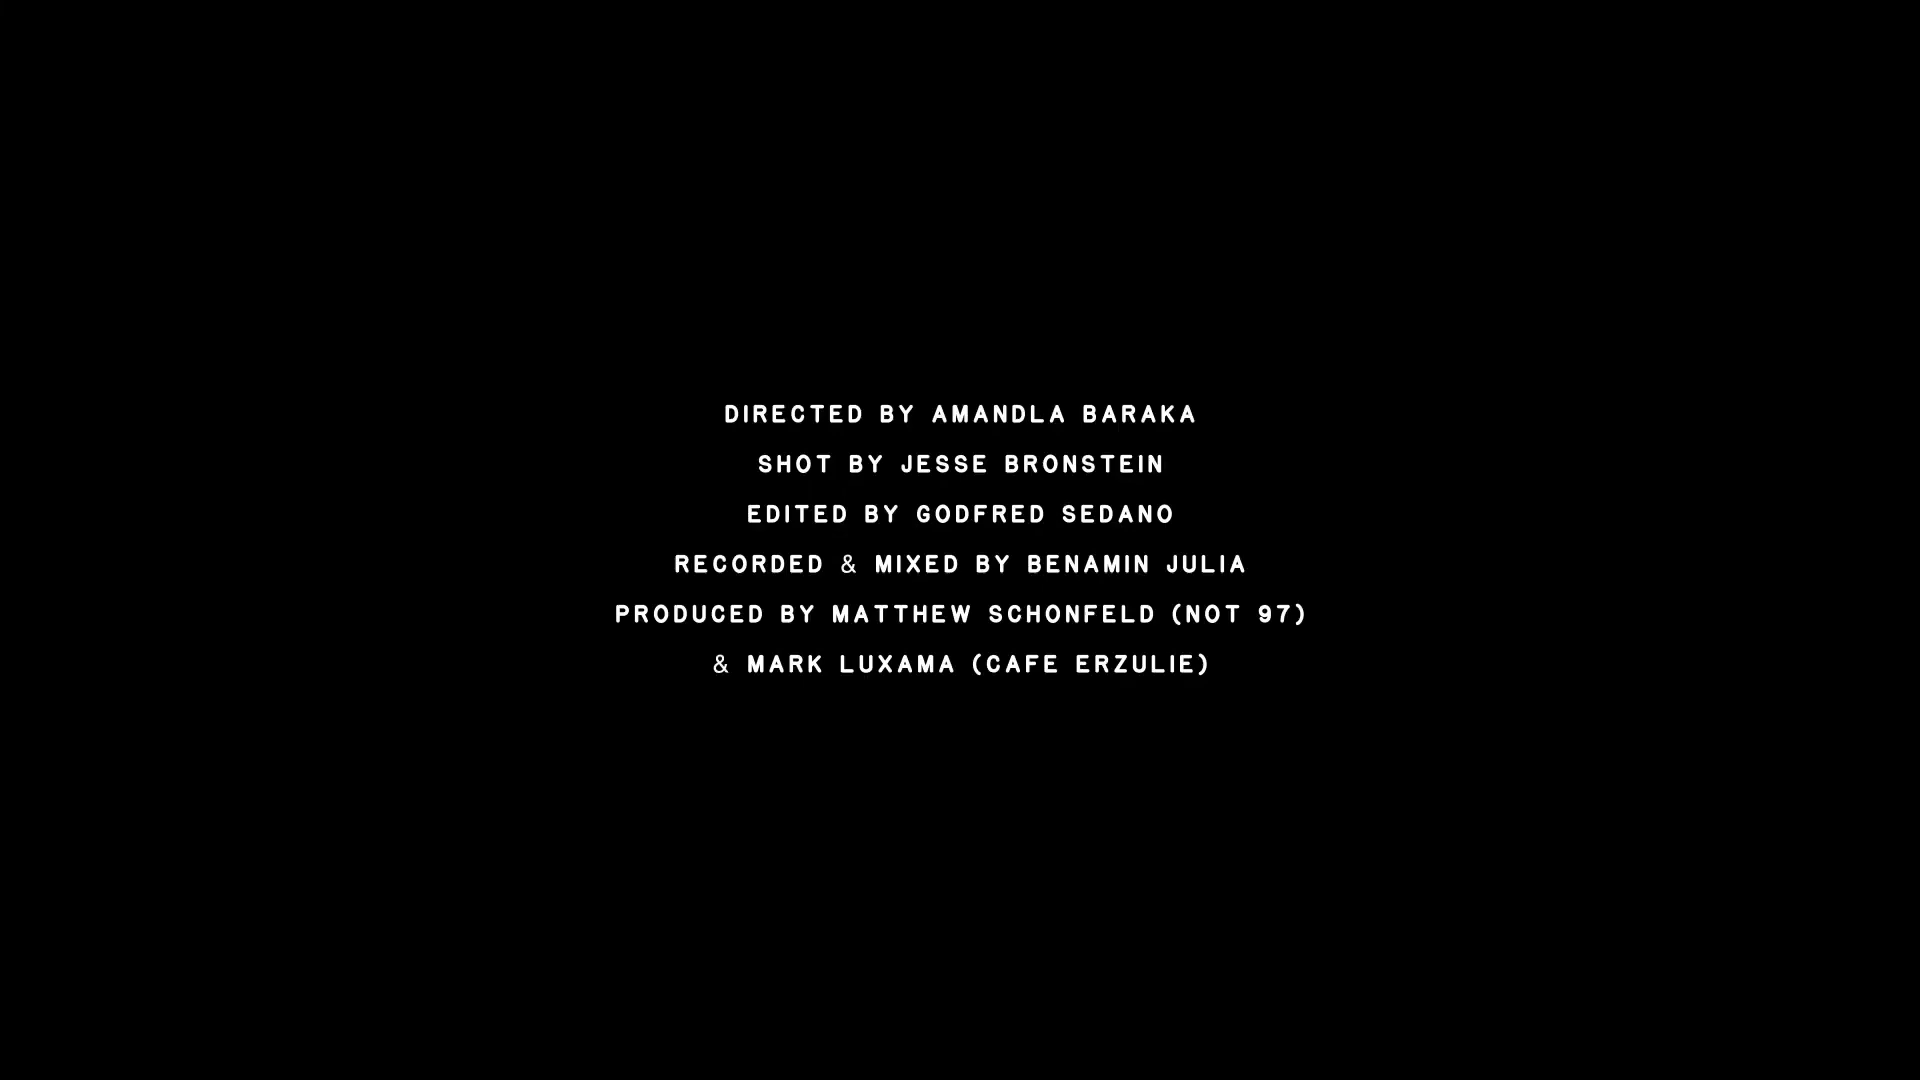 DIRECTED BY AMANDLA BARAKA
SHOT BY JESSE BRONSTEIN
EDITED BY GODFRED SEDANO
RECORDED & MIXED BY BENAMIN JULIA
PRODUCED BY MATTHEW SCHONFELD (NOT 97)
& MARK LUXAMA (CAFE ERZULIE)